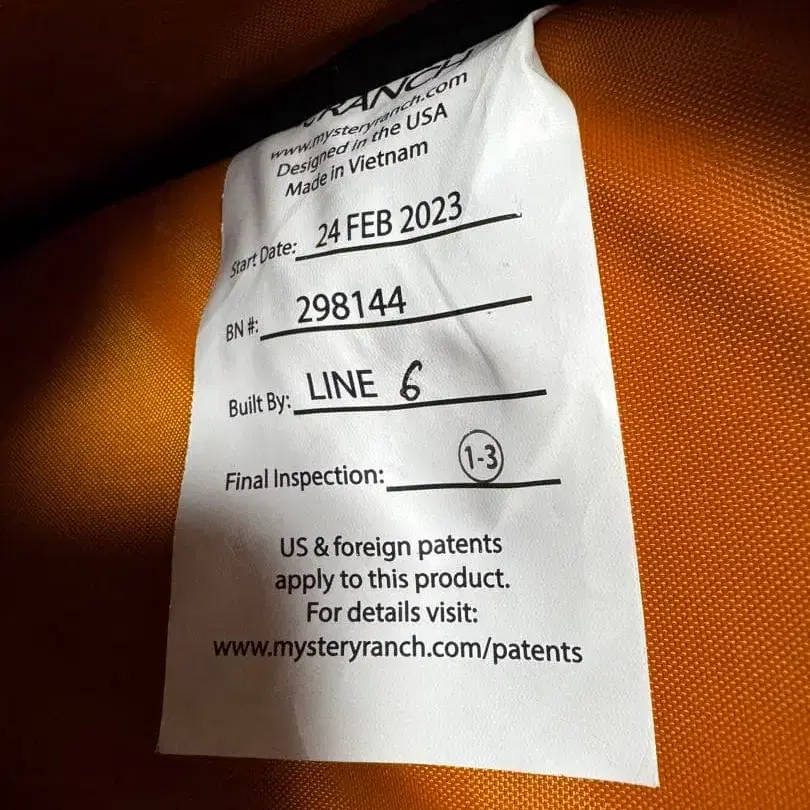 RANCH
www.mysteryranch.com
Designed in the USA
Made in Vietnam
Start Date: 24 FEB 2023
BN #: 298144
Built By: LINE 6
Final Inspection: 1-3
US & foreign patents
apply to this product.
For details visit:
www.mysteryranch.com/patents